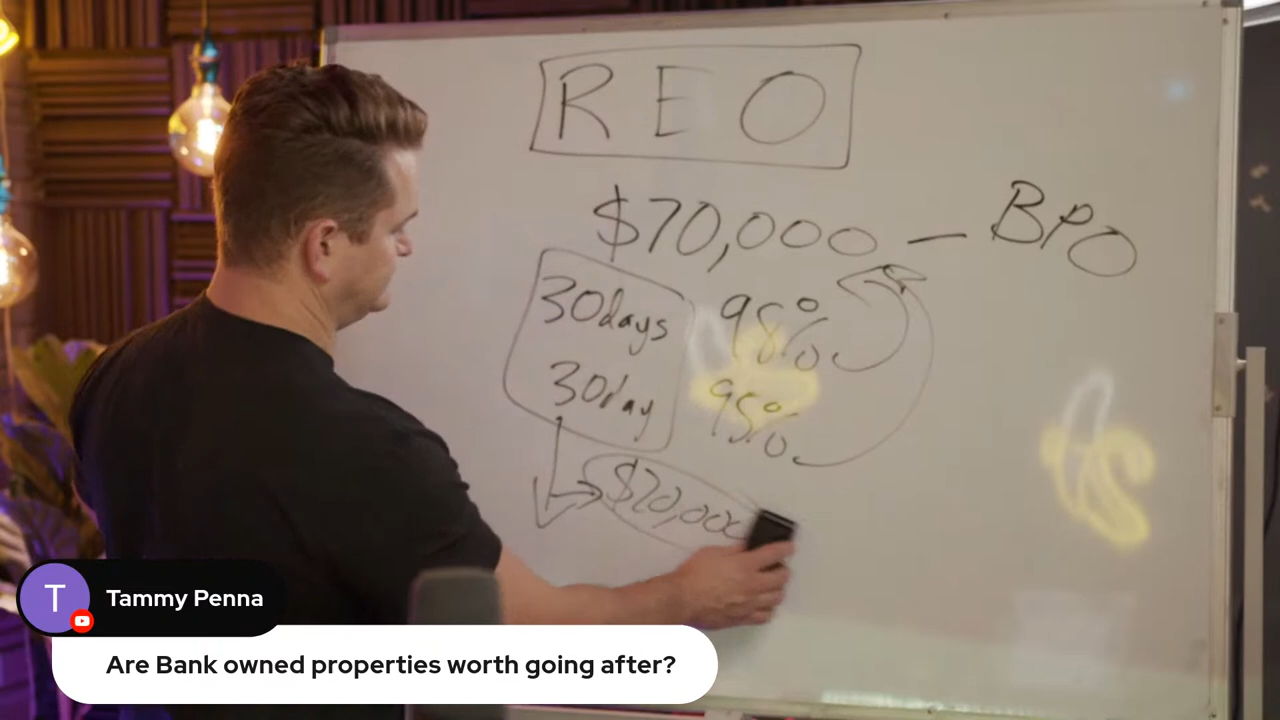 REO
$70,000 — BPO
30days 98%
30day 95%
$20,000
T
Tammy Penna
Are Bank owned properties worth going after?